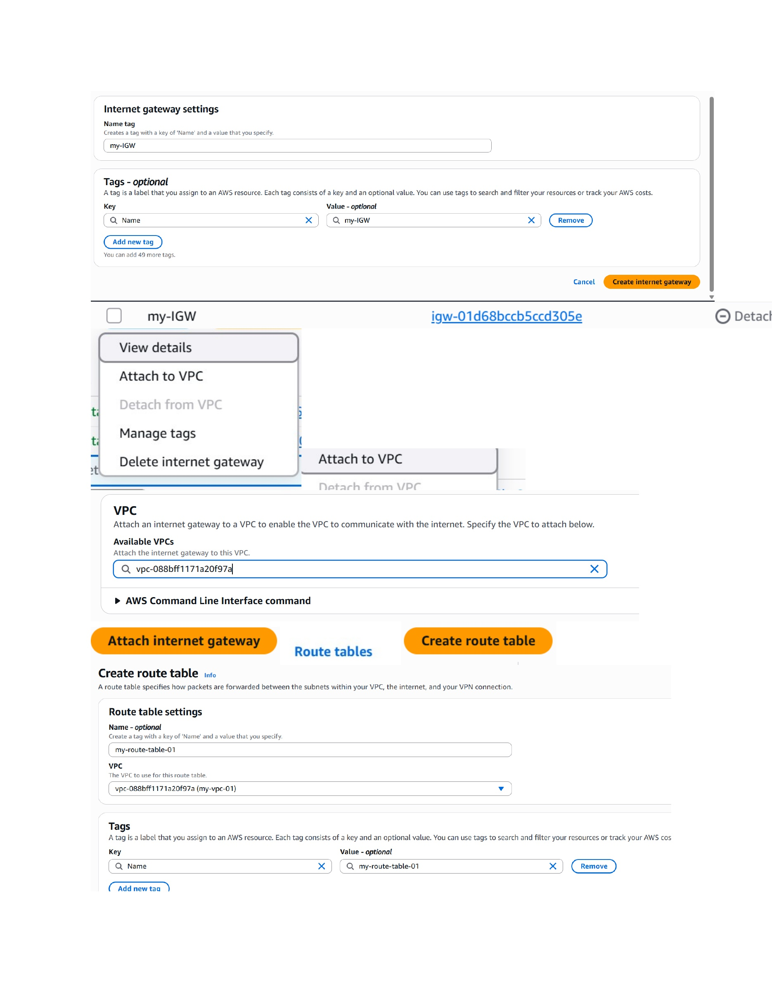 Internet gateway settings
Name tag
Creates a tag with a key of 'Name' and a value that you specify.
my-IGW
Tags - optional
A tag is a label that you assign to an AWS resource. Each tag consists of a key and an optional value. You can use tags to search and filter your resources or track your AWS costs.
Key Value - optional
Name my-IGW Remove
Add new tag
You can add 49 more tags.
Cancel Create internet gateway
my-IGW igw-01d68bccb5ccd305e Detach
View details
Attach to VPC
Detach from VPC
Manage tags
Delete internet gateway
Attach to VPC
Detach from VPC
VPC
Attach an internet gateway to a VPC to enable the VPC to communicate with the internet. Specify the VPC to attach below.
Available VPCs
Attach the internet gateway to this VPC.
vpc-088bff1171a20f97a
AWS Command Line Interface command
Attach internet gateway Route tables Create route table
Create route table Info
A route table specifies how packets are forwarded between the subnets within your VPC, the internet, and your VPN connection.
Route table settings
Name - optional
Create a tag with a key of 'Name' and a value that you specify.
my-route-table-01
VPC
The VPC to use for this route table.
vpc-088bff1171a20f97a (my-vpc-01)
Tags
A tag is a label that you assign to an AWS resource. Each tag consists of a key and an optional value. You can use tags to search and filter your resources or track your AWS cos
Key Value - optional
Name my-route-table-01 Remove
Add new tag